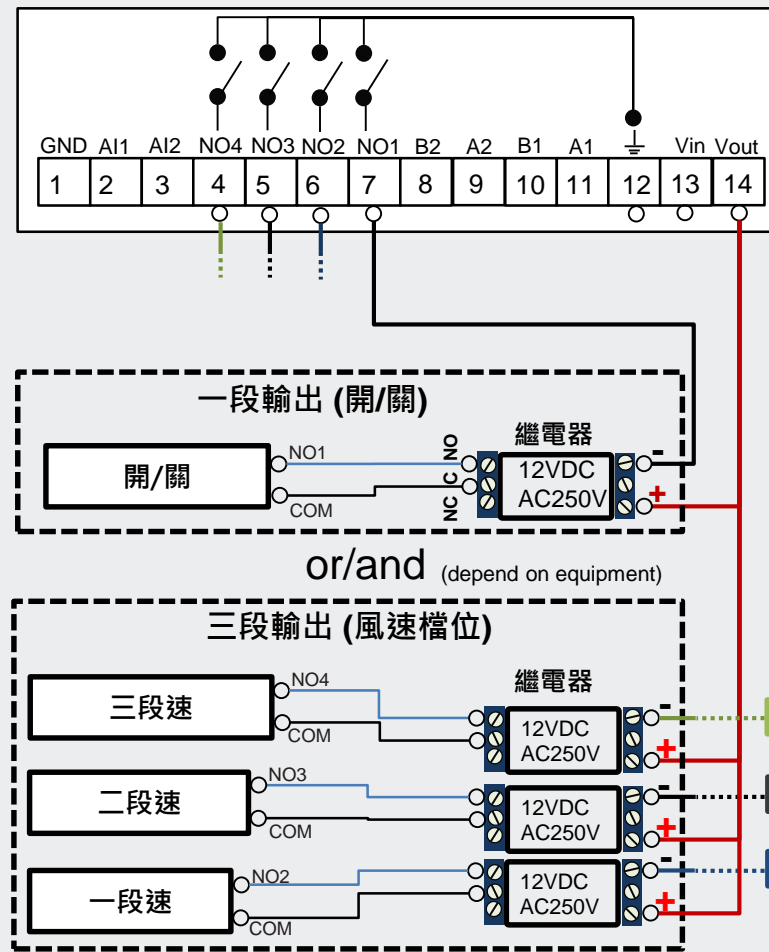 GND AI1 AI2 NO4 NO3 NO2 NO1 B2 A2 B1 A1 Vin Vout
1 2 3 4 5 6 7 8 9 10 11 12 13 14
一段輸出 (開/關)
繼電器
開/關
NO1
COM
NO
C
NC
12VDC
AC250V
-
+
or/and (depend on equipment)
三段輸出 (風速檔位)
繼電器
三段速
NO4
COM
12VDC
AC250V
-
+
二段速
NO3
COM
12VDC
AC250V
-
+
一段速
NO2
COM
12VDC
AC250V
-
+